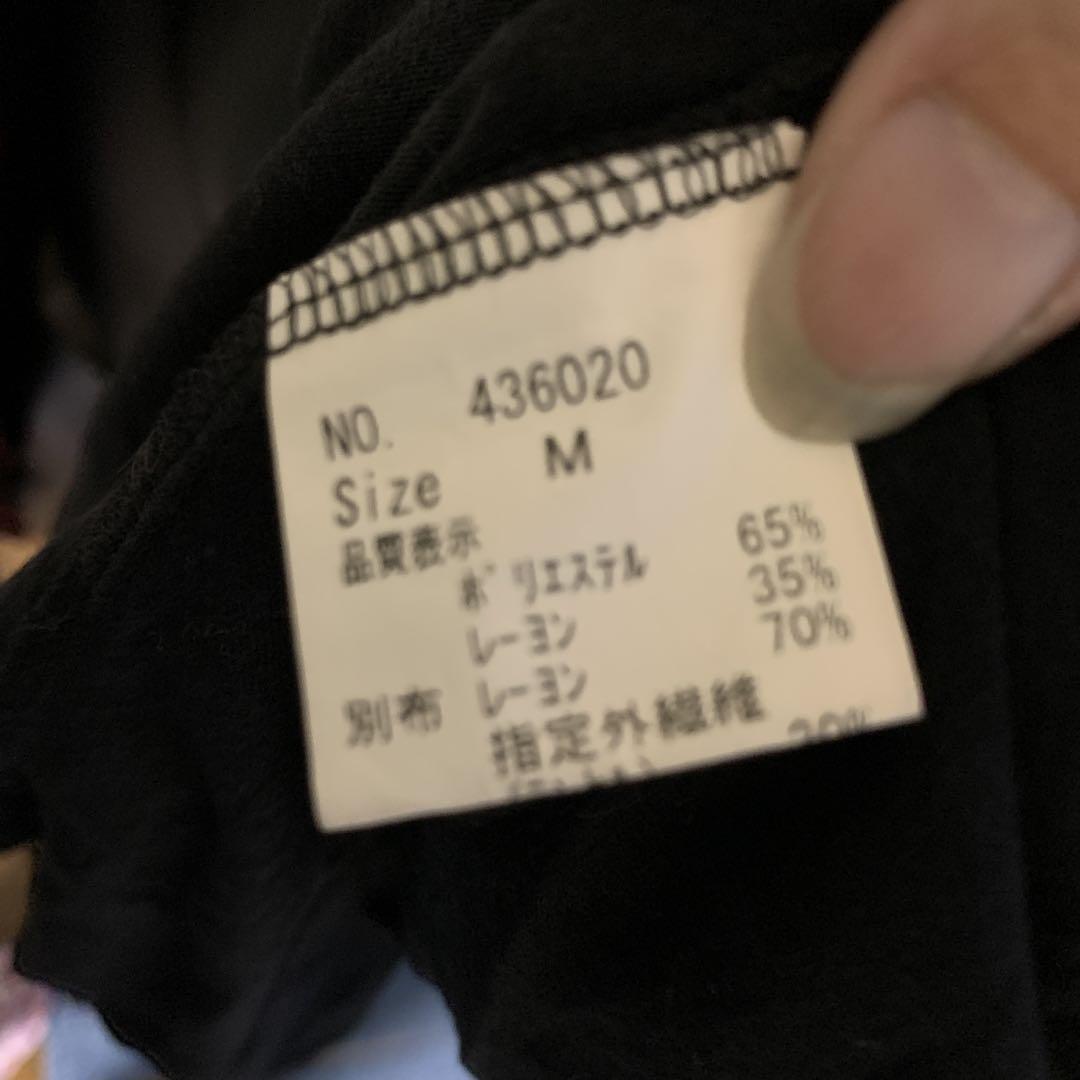 NO. 436020
Size M
品質表示
ポリエステル 65%
レーヨン 35%
別布 レーヨン 70%
指定外繊維